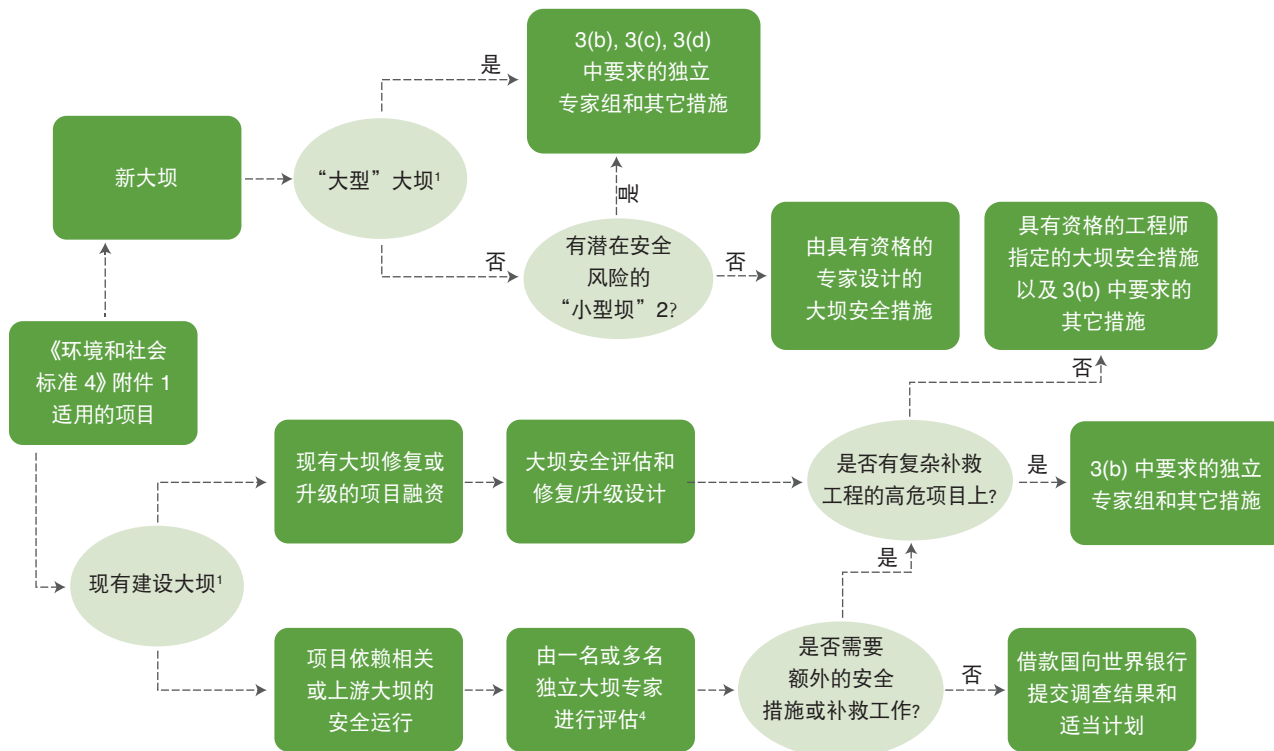 3(b), 3(c), 3(d)
中要求的独立
专家组和其它措施
是
新大坝
“大型”大坝¹
是
否
有潜在安全
风险的
“小型坝”2?
否
由具有资格的
专家设计的
大坝安全措施
具有资格的工程师
指定的大坝安全措施
以及 3(b) 中要求的
其它措施
《环境和社会
标准 4》附件 1
适用的项目
否
现有大坝修复或
升级的项目融资
大坝安全评估和
修复/升级设计
是否有复杂补救
工程的高危项目上?
是
3(b) 中要求的独立
专家组和其它措施
现有建设大坝¹
是
项目依赖相关
或上游大坝的
安全运行
由一名或多名
独立大坝专家
进行评估⁴
是否需要
额外的安全
措施或补救工作?
否
借款国向世界银行
提交调查结果和
适当计划